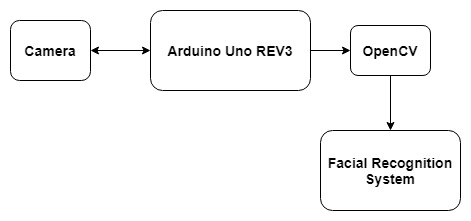 Camera
Arduino Uno REV3
OpenCV
Facial Recognition
System